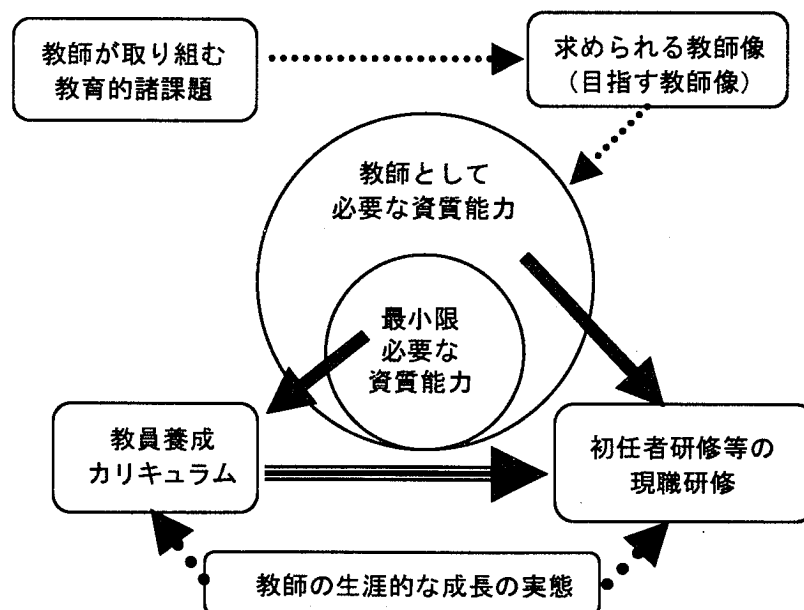 教師が取り組む
教育的諸課題
求められる教師像
(目指す教師像)
教師として
必要な資質能力
最小限
必要な
資質能力
教員養成
カリキュラム
初任者研修等の
現職研修
教師の生涯的な成長の実態